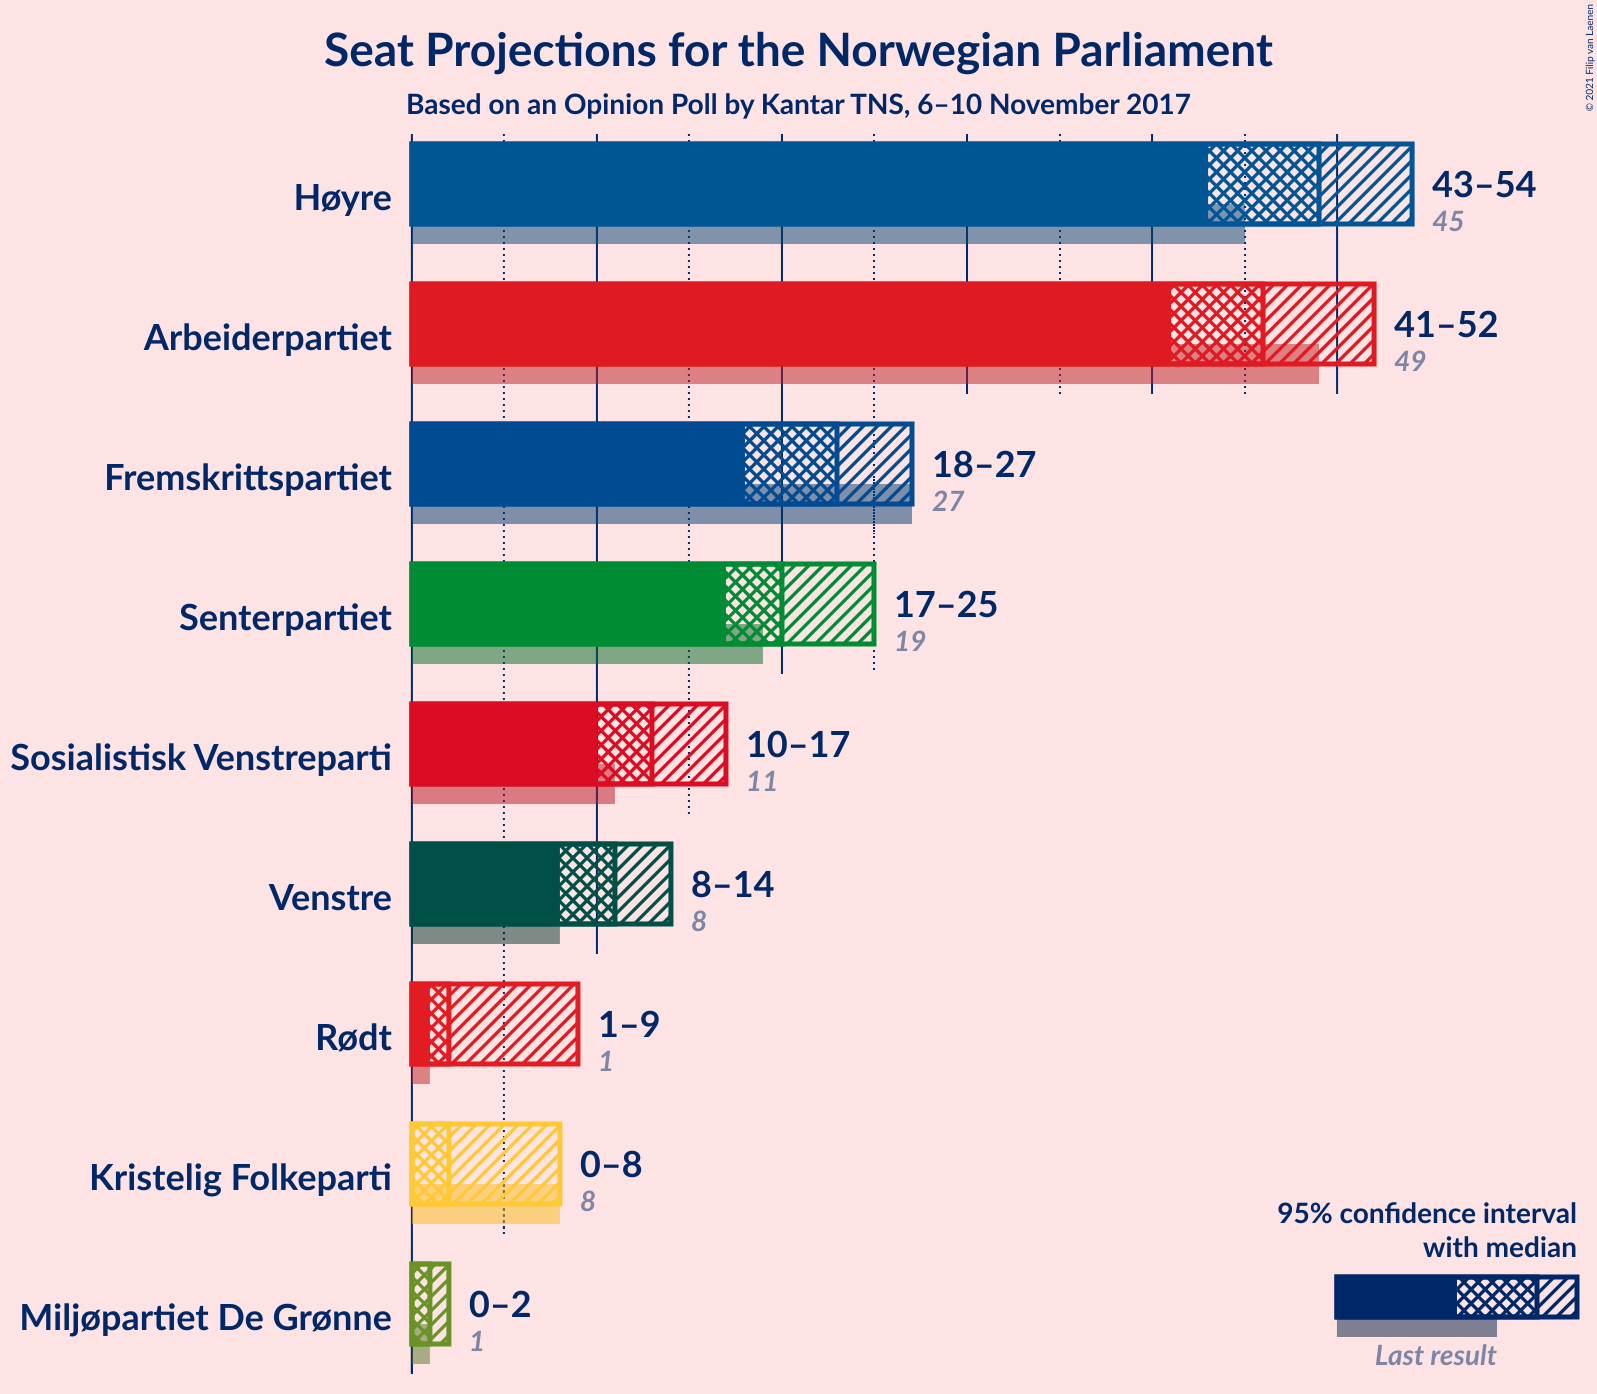 Seat Projections for the Norwegian Parliament
Based on an Opinion Poll by Kantar TNS, 6–10 November 2017
© 2021 Filip van Laenen
Høyre
43–54
45
Arbeiderpartiet
41–52
49
Fremskrittspartiet
18–27
27
Senterpartiet
17–25
19
Sosialistisk Venstreparti
10–17
11
Venstre
8–14
8
Rødt
1–9
1
Kristelig Folkeparti
0–8
8
Miljøpartiet De Grønne
0–2
1
95% confidence interval
with median
Last result